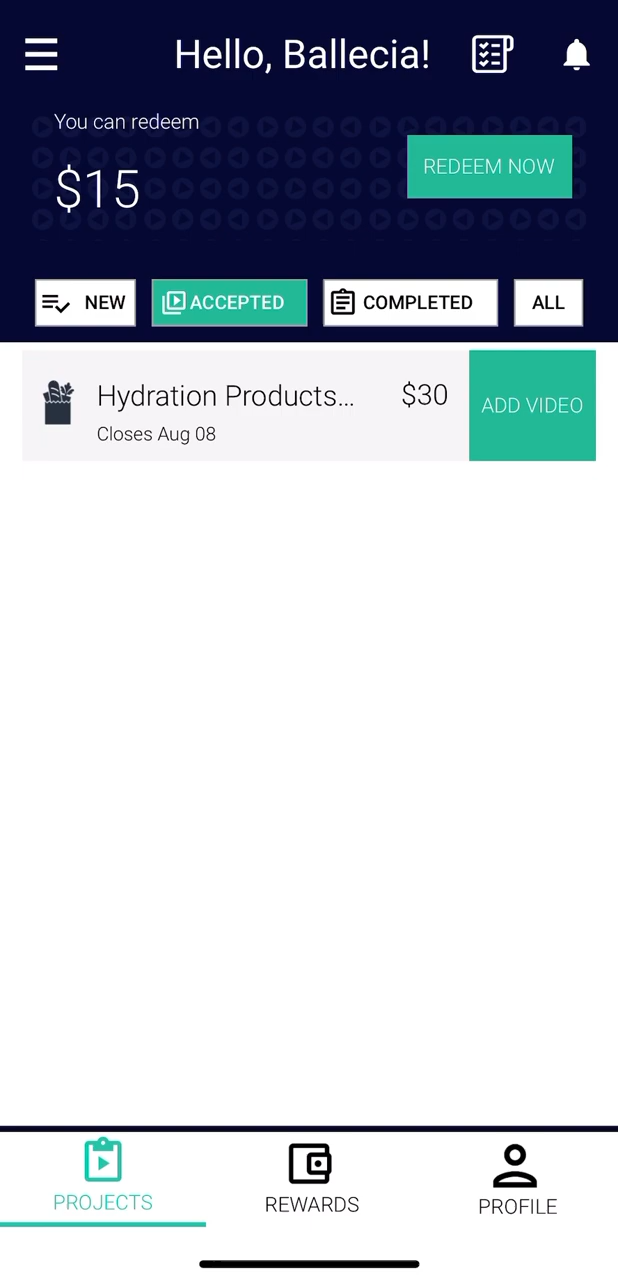 Hello, Ballecia!
You can redeem
$15
REDEEM NOW
NEW
ACCEPTED
COMPLETED
ALL
Hydration Products...
$30
Closes Aug 08
ADD VIDEO
PROJECTS
REWARDS
PROFILE